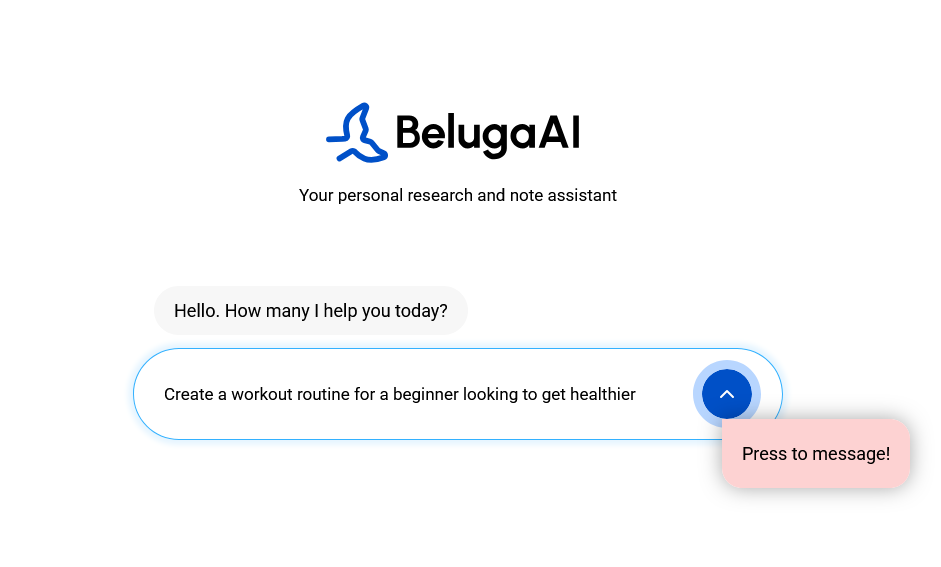 BelugaAI
Your personal research and note assistant
Hello. How many I help you today?
Create a workout routine for a beginner looking to get healthier
Press to message!